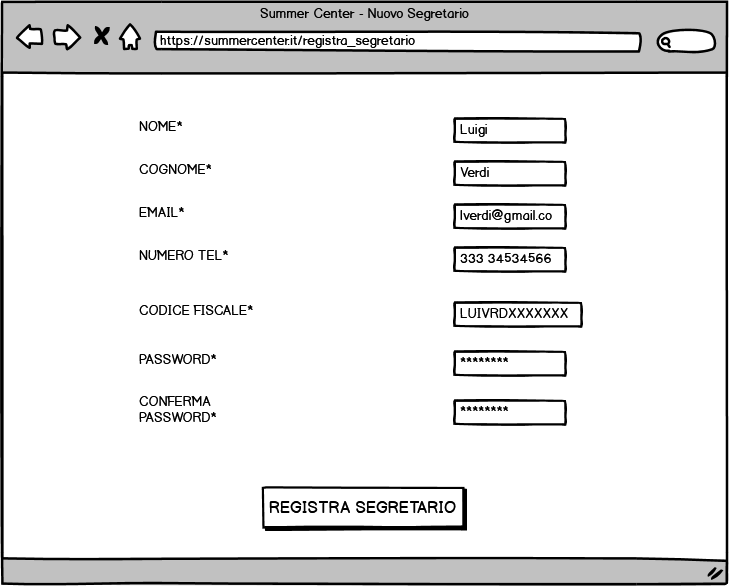 Summer Center - Nuovo Segretario
https://summercenter.it/registra_segretario
NOME*
Luigi
COGNOME*
Verdi
EMAIL*
lverdi@gmail.co
NUMERO TEL*
333 34534566
CODICE FISCALE*
LUIVRDXXXXXXX
PASSWORD*
********
CONFERMA
PASSWORD*
********
REGISTRA SEGRETARIO